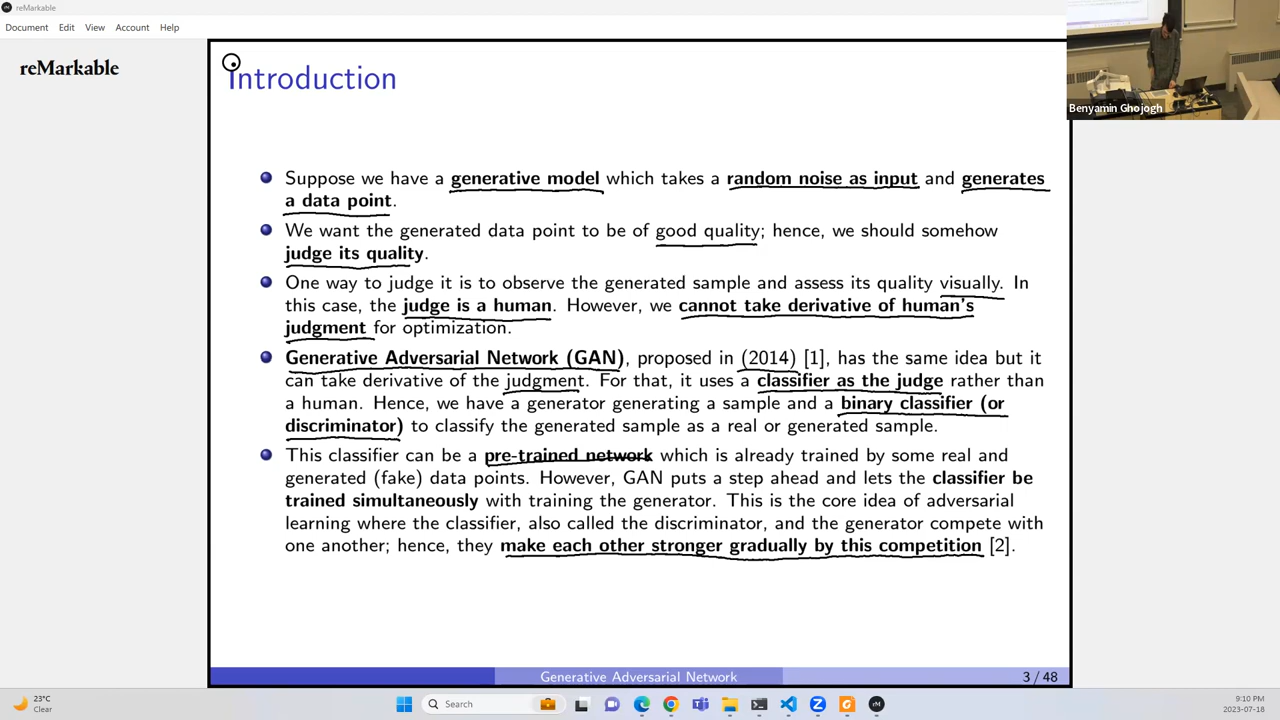 reMarkable
Document Edit View Account Help
reMarkable
Introduction
Suppose we have a generative model which takes a random noise as input and generates
a data point.
We want the generated data point to be of good quality; hence, we should somehow
judge its quality.
One way to judge it is to observe the generated sample and assess its quality visually. In
this case, the judge is a human. However, we cannot take derivative of human's
judgment for optimization.
Generative Adversarial Network (GAN), proposed in (2014) [1], has the same idea but it
can take derivative of the judgment. For that, it uses a classifier as the judge rather than
a human. Hence, we have a generator generating a sample and a binary classifier (or
discriminator) to classify the generated sample as a real or generated sample.
This classifier can be a pre-trained network which is already trained by some real and
generated (fake) data points. However, GAN puts a step ahead and lets the classifier be
trained simultaneously with training the generator. This is the core idea of adversarial
learning where the classifier, also called the discriminator, and the generator compete with
one another; hence, they make each other stronger gradually by this competition [2].
Generative Adversarial Network 3 / 48
Benyamin Ghojogh
23°C
Clear
Search
9:10 PM
2023-07-18